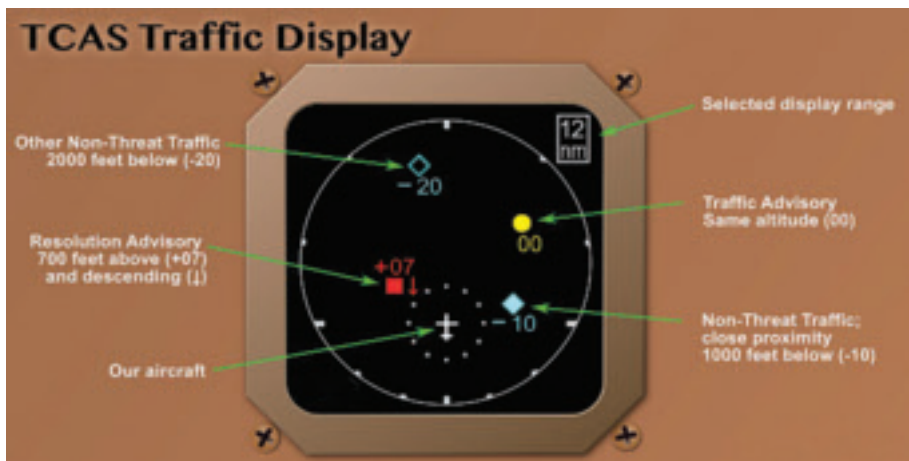 TCAS Traffic Display
Other Non-Threat Traffic
2000 feet below (-20)
Resolution Advisory
700 feet above (+07)
and descending (↓)
Our aircraft
12
nm
-20
00
+07
↓
-10
Selected display range
Traffic Advisory
Same altitude (00)
Non-Threat Traffic;
close proximity
1000 feet below (-10)